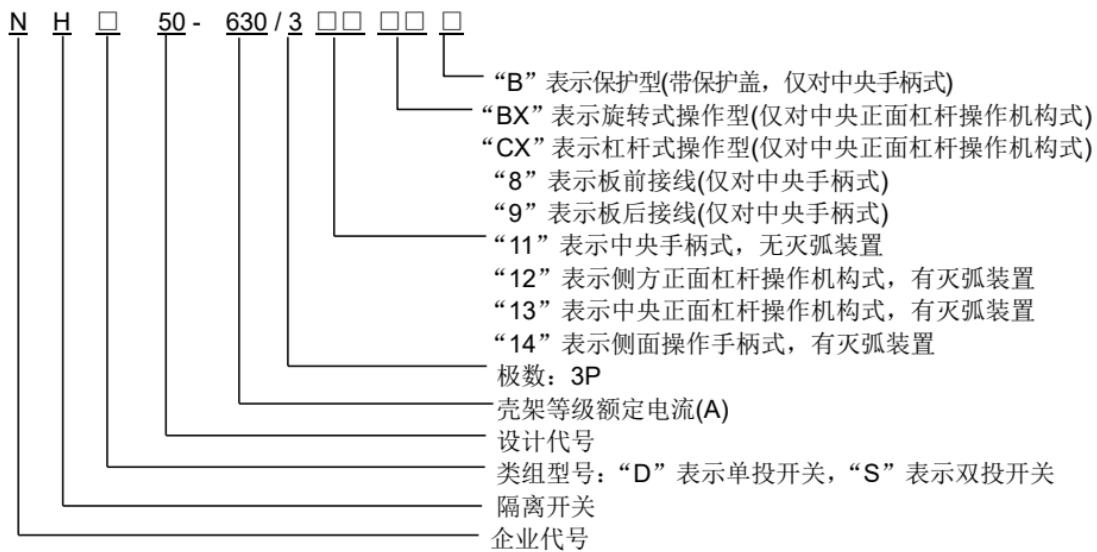 N H □ 50 - 630 / 3 □□ □□ □
“B”表示保护型(带保护盖，仅对中央手柄式)
“BX”表示旋转式操作型(仅对中央正面杠杆操作机构式)
“CX”表示杠杆式操作型(仅对中央正面杠杆操作机构式)
“8”表示板前接线(仅对中央手柄式)
“9”表示板后接线(仅对中央手柄式)
“11”表示中央手柄式，无灭弧装置
“12”表示侧方正面杠杆操作机构式，有灭弧装置
“13”表示中央正面杠杆操作机构式，有灭弧装置
“14”表示侧面操作手柄式，有灭弧装置
极数：3P
壳架等级额定电流(A)
设计代号
类组型号：“D”表示单投开关，“S”表示双投开关
隔离开关
企业代号